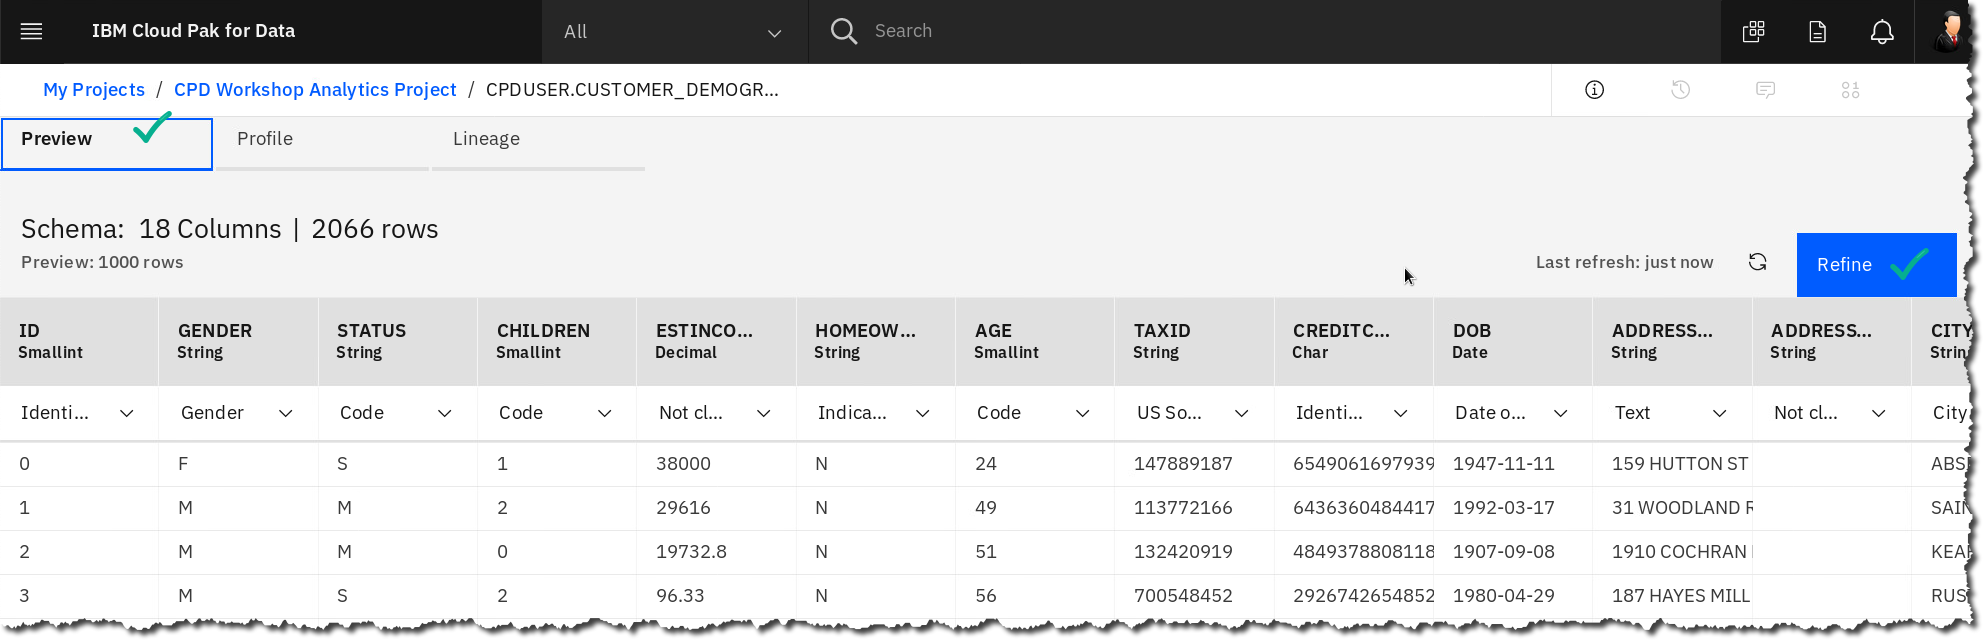 IBM Cloud Pak for Data All Search
My Projects / CPD Workshop Analytics Project / CPDUSER.CUSTOMER_DEMOGR...
Preview Profile Lineage
Schema: 18 Columns | 2066 rows
Preview: 1000 rows Last refresh: just now Refine
ID GENDER STATUS CHILDREN ESTINCO... HOMEOW... AGE TAXID CREDITC... DOB ADDRESS... ADDRESS... CITY
Smallint String String Smallint Decimal String Smallint String Char Date String String Strin
Identi... Gender Code Code Not cl... Indica... Code US So... Identi... Date o... Text Not cl... City
0 F S 1 38000 N 24 147889187 6549061697939 1947-11-11 159 HUTTON ST ABS
1 M M 2 29616 N 49 113772166 6436360484417 1992-03-17 31 WOODLAND R SAIN
2 M M 0 19732.8 N 51 132420919 4849378808118 1907-09-08 1910 COCHRAN KEA
3 M S 2 96.33 N 56 700548452 2926742654852 1980-04-29 187 HAYES MILL RUS